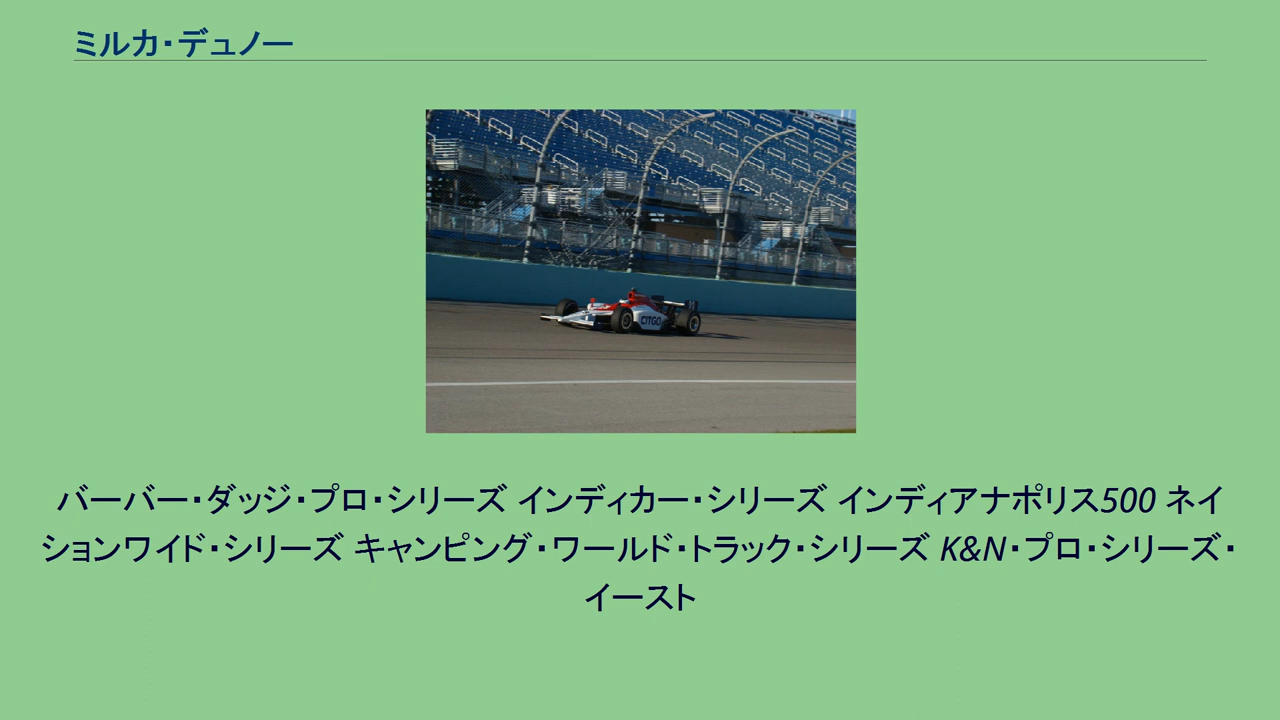 ミルカ・デュノー
CITGO
バーバー・ダッジ・プロ・シリーズ インディカー・シリーズ インディアナポリス500 ネイ
ションワイド・シリーズ キャンピング・ワールド・トラック・シリーズ K&N・プロ・シリーズ・
イースト